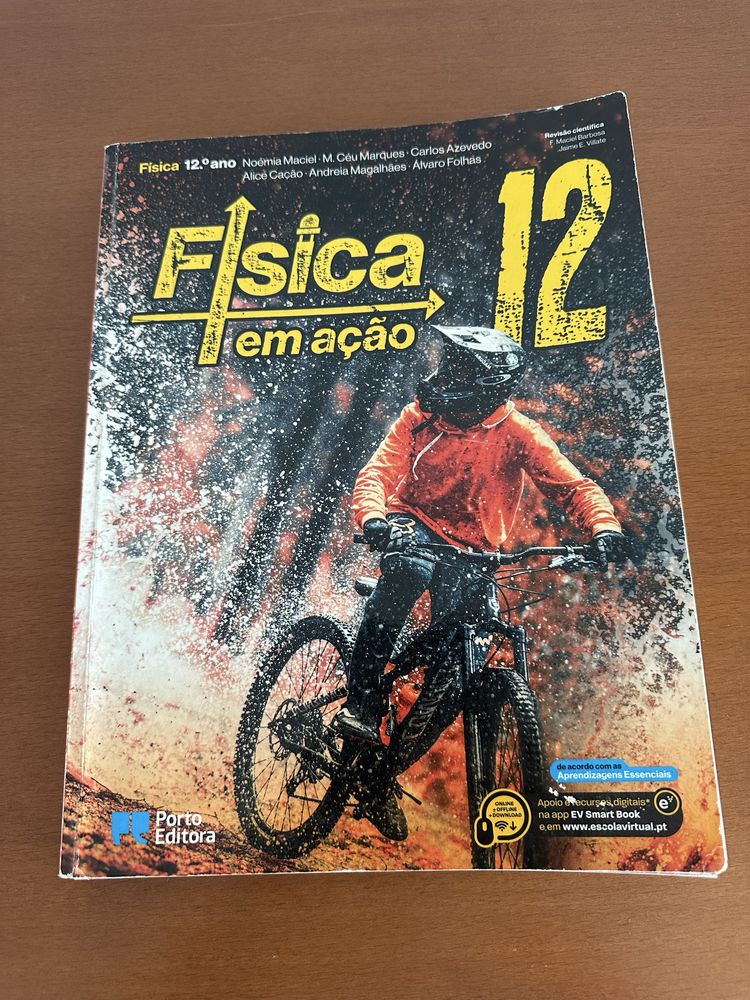 Física 12.º ano
Noémia Maciel · M. Céu Marques · Carlos Azevedo
Alice Cação · Andreia Magalhães · Álvaro Folhas
Revisão científica
F. Maciel Barbosa
Jaime E. Villate
12
Física
em ação
de acordo com as
Aprendizagens Essenciais
ONLINE
+OFFLINE
+DOWNLOAD
Apoio e recursos digitais*
na app EV Smart Book
e em www.escolavirtual.pt
Porto
Editora